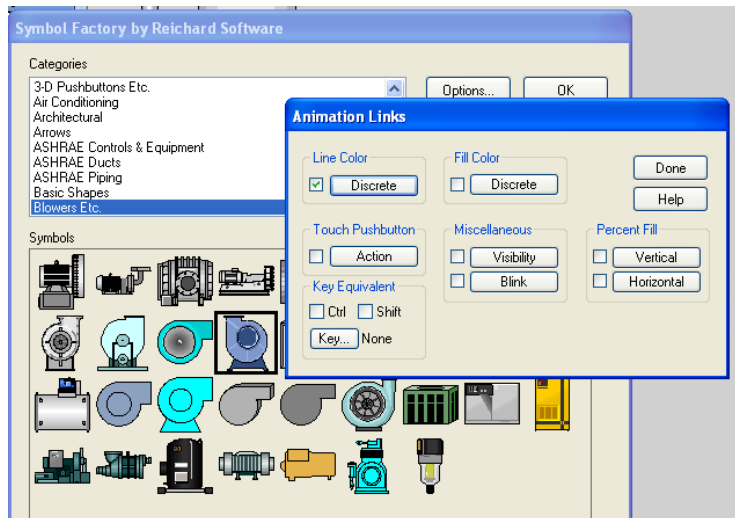 Symbol Factory by Reichard Software
Categories
3-D Pushbuttons Etc.
Air Conditioning
Architectural
Arrows
ASHRAE Controls & Equipment
ASHRAE Ducts
ASHRAE Piping
Basic Shapes
Blowers Etc.
Options...
OK
Symbols
Animation Links
Line Color
Discrete
Fill Color
Discrete
Done
Help
Touch Pushbutton
Action
Miscellaneous
Visibility
Blink
Percent Fill
Vertical
Horizontal
Key Equivalent
Ctrl
Shift
Key...
None